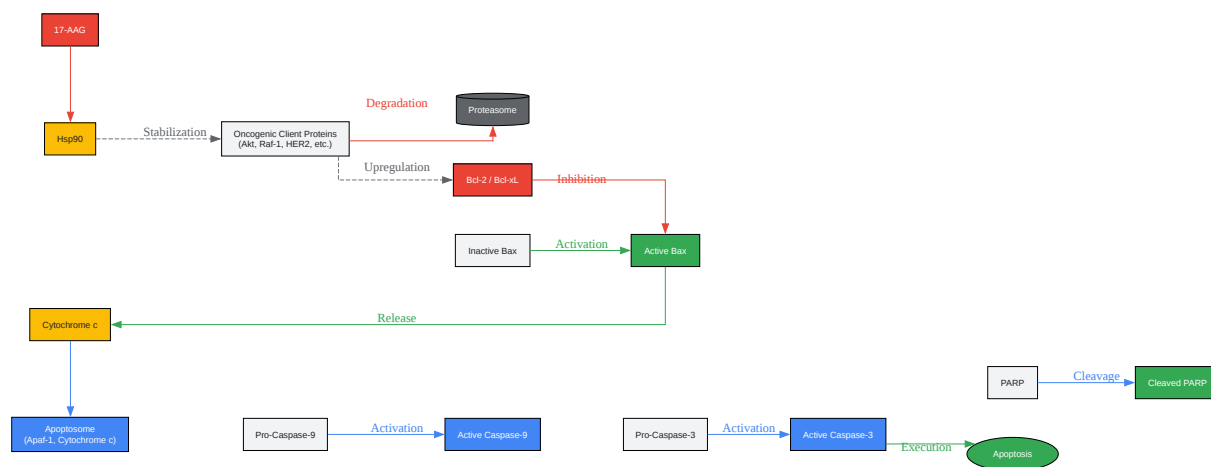 17-AAG
Degradation
Proteasome
Hsp90
Stabilization
Oncogenic Client Proteins
(Akt, Raf-1, HER2, etc.)
Upregulation
Bcl-2 / Bcl-xL
Inhibition
Inactive Bax
Activation
Active Bax
Cytochrome c
Release
PARP
Cleavage
Cleaved PARP
Apoptosome
(Apaf-1, Cytochrome c)
Pro-Caspase-9
Activation
Active Caspase-9
Pro-Caspase-3
Activation
Active Caspase-3
Execution
Apoptosis